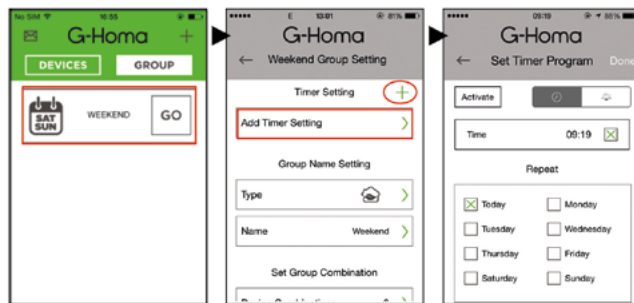 No SIM 16:55
G-Homa
DEVICES GROUP
SAT
SUN
WEEKEND GO
E 13:01 81%
G-Homa
Weekend Group Setting
Timer Setting
Add Timer Setting
Group Name Setting
Type
Name Weekend
Set Group Combination
09:19 86%
G-Homa
Set Timer Program Done
Activate
Time 09:19
Repeat
Today Monday
Tuesday Wednesday
Thursday Friday
Saturday Sunday